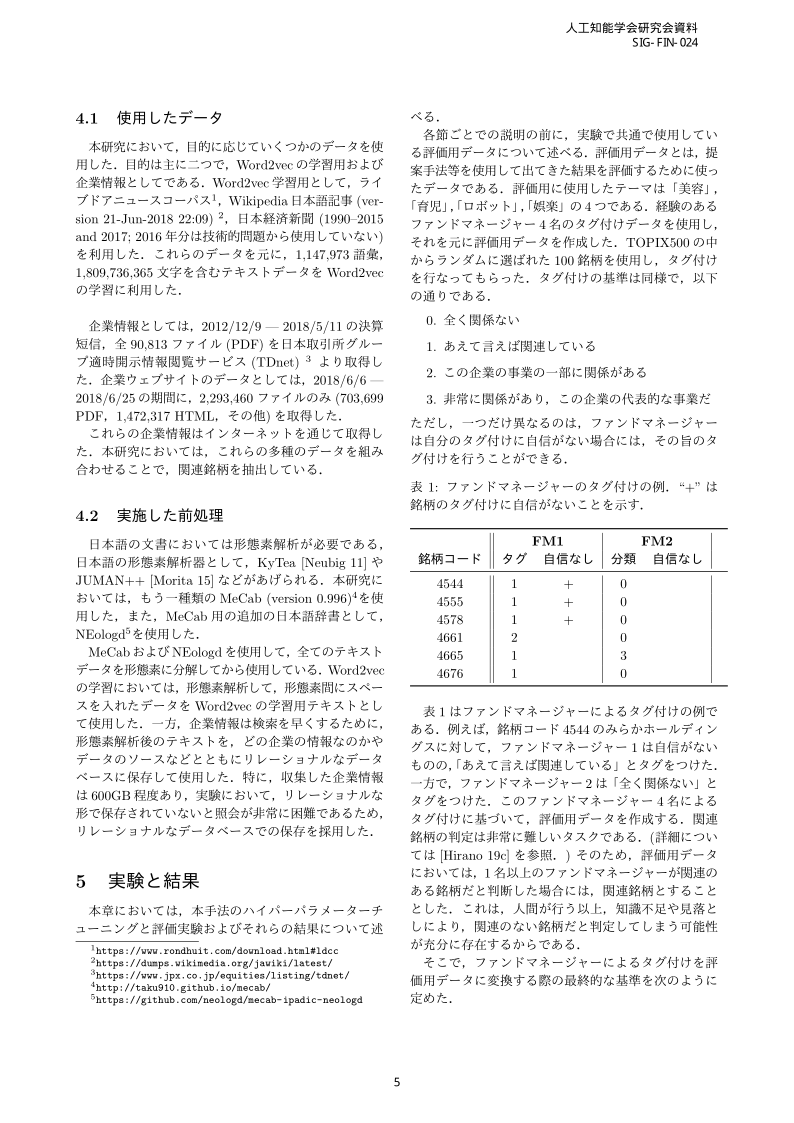 人工知能学会研究会資料
SIG-FIN-024
4.1 使用したデータ
本研究において，目的に応じていくつかのデータを使
用した．目的は主に二つで，Word2vec の学習用および
企業情報としてである．Word2vec 学習用として，ライ
ブドアニュースコーパス1，Wikipedia 日本語記事 (ver-
sion 21-Jun-2018 22:09) 2，日本経済新聞 (1990–2015
and 2017; 2016 年分は技術的問題から使用していない)
を利用した．これらのデータを元に，1,147,973 語彙，
1,809,736,365 文字を含むテキストデータを Word2vec
の学習に利用した．
企業情報としては，2012/12/9 — 2018/5/11 の決算
短信，全 90,813 ファイル (PDF) を日本取引所グルー
プ適時開示情報閲覧サービス (TDnet) 3 より取得し
た．企業ウェブサイトのデータとしては，2018/6/6 —
2018/6/25 の期間に，2,293,460 ファイルのみ (703,699
PDF，1,472,317 HTML，その他) を取得した．
これらの企業情報はインターネットを通じて取得し
た．本研究においては，これらの多種のデータを組み
合わせることで，関連銘柄を抽出している．
4.2 実施した前処理
日本語の文書においては形態素解析が必要である，
日本語の形態素解析器として，KyTea [Neubig 11] や
JUMAN++ [Morita 15] などがあげられる．本研究に
おいては，もう一種類の MeCab (version 0.996)4を使
用した，また，MeCab 用の追加の日本語辞書として，
NEologd5を使用した．
MeCab および NEologd を使用して，全てのテキスト
データを形態素に分解してから使用している．Word2vec
の学習においては，形態素解析して，形態素間にスペー
スを入れたデータを Word2vec の学習用テキストとし
て使用した．一方，企業情報は検索を早くするために，
形態素解析後のテキストを，どの企業の情報なのかや
データのソースなどとともにリレーショナルなデータ
ベースに保存して使用した．特に，収集した企業情報
は 600GB 程度あり，実験において，リレーショナルな
形で保存されていないと照会が非常に困難であるため，
リレーショナルなデータベースでの保存を採用した．
5 実験と結果
本章においては，本手法のハイパーパラメーターチ
ューニングと評価実験およびそれらの結果について述
1https://www.rondhuit.com/download.html#ldcc
2https://dumps.wikimedia.org/jawiki/latest/
3https://www.jpx.co.jp/equities/listing/tdnet/
4http://taku910.github.io/mecab/
5https://github.com/neologd/mecab-ipadic-neologd
べる．
各節ごとでの説明の前に，実験で共通で使用してい
る評価用データについて述べる．評価用データとは，提
案手法等を使用して出てきた結果を評価するために使っ
たデータである．評価用に使用したテーマは「美容」，
「育児」，「ロボット」，「娯楽」の 4 つである．経験のある
ファンドマネージャー 4 名のタグ付けデータを使用し，
それを元に評価用データを作成した．TOPIX500 の中
からランダムに選ばれた 100 銘柄を使用し，タグ付け
を行なってもらった．タグ付けの基準は同様で，以下
の通りである．
0. 全く関係ない
1. あえて言えば関連している
2. この企業の事業の一部に関係がある
3. 非常に関係があり，この企業の代表的な事業だ
ただし，一つだけ異なるのは，ファンドマネージャー
は自分のタグ付けに自信がない場合には，その旨のタ
グ付けを行うことができる．
表 1: ファンドマネージャーのタグ付けの例．“+” は
銘柄のタグ付けに自信がないことを示す．
FM1 FM2
銘柄コード タグ 自信なし 分類 自信なし
4544 1 + 0
4555 1 + 0
4578 1 + 0
4661 2 0
4665 1 3
4676 1 0
表 1 はファンドマネージャーによるタグ付けの例で
ある．例えば，銘柄コード 4544 のみらかホールディン
グスに対して，ファンドマネージャー 1 は自信がない
ものの，「あえて言えば関連している」とタグをつけた．
一方で，ファンドマネージャー 2 は「全く関係ない」と
タグをつけた．このファンドマネージャー 4 名による
タグ付けに基づいて，評価用データを作成する．関連
銘柄の判定は非常に難しいタスクである．(詳細につい
ては [Hirano 19c] を参照．) そのため，評価用データ
においては，1 名以上のファンドマネージャーが関連の
ある銘柄だと判断した場合には，関連銘柄とすること
とした．これは，人間が行う以上，知識不足や見落と
しにより，関連のない銘柄だと判定してしまう可能性
が充分に存在するからである．
そこで，ファンドマネージャーによるタグ付けを評
価用データに変換する際の最終的な基準を次のように
定めた．
5